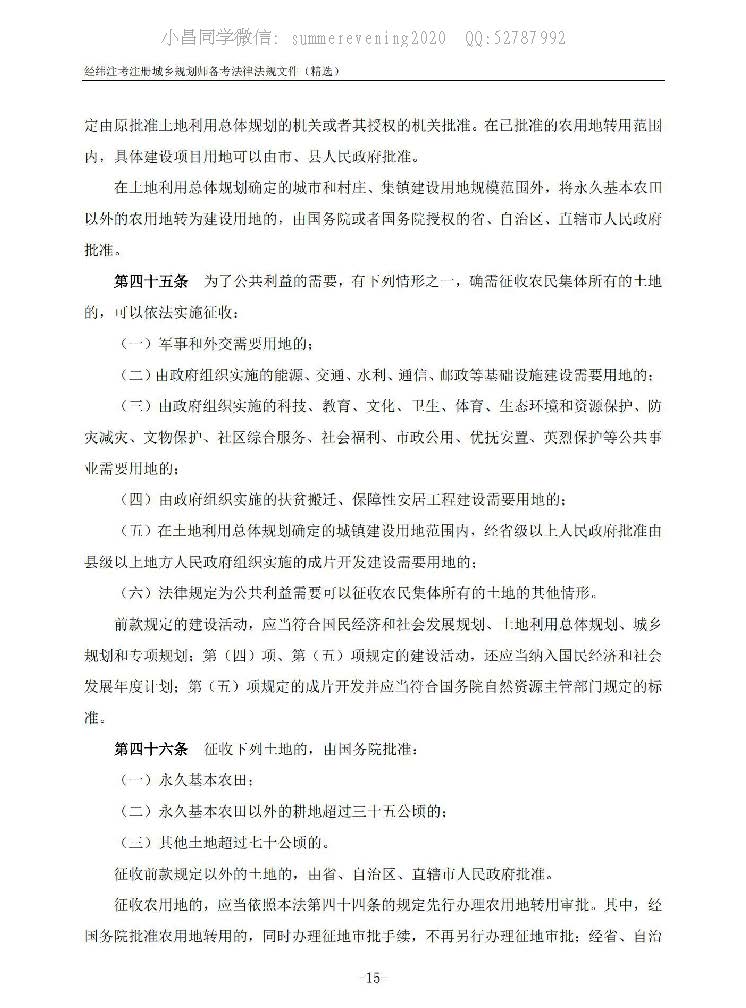 小昌同学微信: summerevening2020 QQ:52787992
经纬注考注册城乡规划师备考法律法规文件（精选）
定由原批准土地利用总体规划的机关或者其授权的机关批准。在已批准的农用地转用范围
内，具体建设项目用地可以由市、县人民政府批准。
在土地利用总体规划确定的城市和村庄、集镇建设用地规模范围外，将永久基本农田
以外的农用地转为建设用地的，由国务院或者国务院授权的省、自治区、直辖市人民政府
批准。
第四十五条 为了公共利益的需要，有下列情形之一，确需征收农民集体所有的土地
的，可以依法实施征收：
（一）军事和外交需要用地的；
（二）由政府组织实施的能源、交通、水利、通信、邮政等基础设施建设需要用地的；
（三）由政府组织实施的科技、教育、文化、卫生、体育、生态环境和资源保护、防
灾减灾、文物保护、社区综合服务、社会福利、市政公用、优抚安置、英烈保护等公共事
业需要用地的；
（四）由政府组织实施的扶贫搬迁、保障性安居工程建设需要用地的；
（五）在土地利用总体规划确定的城镇建设用地范围内，经省级以上人民政府批准由
县级以上地方人民政府组织实施的成片开发建设需要用地的；
（六）法律规定为公共利益需要可以征收农民集体所有的土地的其他情形。
前款规定的建设活动，应当符合国民经济和社会发展规划、土地利用总体规划、城乡
规划和专项规划；第（四）项、第（五）项规定的建设活动，还应当纳入国民经济和社会
发展年度计划；第（五）项规定的成片开发并应当符合国务院自然资源主管部门规定的标
准。
第四十六条 征收下列土地的，由国务院批准：
（一）永久基本农田；
（二）永久基本农田以外的耕地超过三十五公顷的；
（三）其他土地超过七十公顷的。
征收前款规定以外的土地的，由省、自治区、直辖市人民政府批准。
征收农用地的，应当依照本法第四十四条的规定先行办理农用地转用审批。其中，经
国务院批准农用地转用的，同时办理征地审批手续，不再另行办理征地审批；经省、自治
-15-